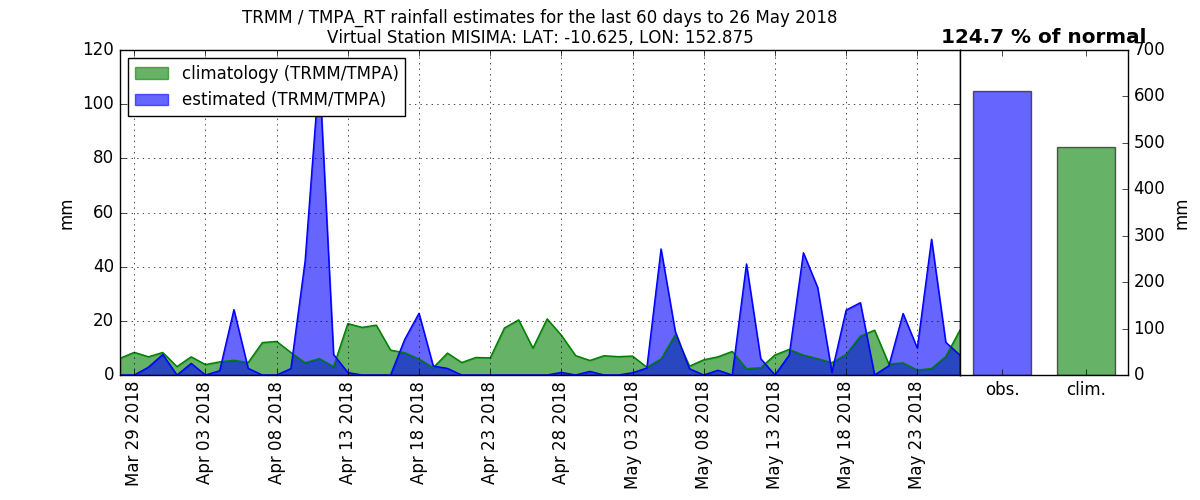 TRMM / TMPA_RT rainfall estimates for the last 60 days to 26 May 2018
Virtual Station MISIMA: LAT: -10.625, LON: 152.875
124.7 % of normal
climatology (TRMM/TMPA)
estimated (TRMM/TMPA)
120
100
80
60
40
20
0
mm
Mar 29 2018
Apr 03 2018
Apr 08 2018
Apr 13 2018
Apr 18 2018
Apr 23 2018
Apr 28 2018
May 03 2018
May 08 2018
May 13 2018
May 18 2018
May 23 2018
obs.
clim.
700
600
500
400
300
200
100
0
mm